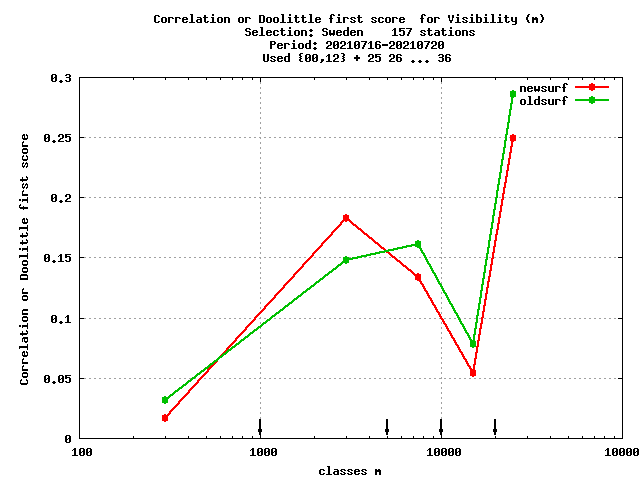 Correlation or Doolittle first score  for Visibility (m)
Selection: Sweden    157 stations
Period: 20210716-20210720
Used {00,12} + 25 26 ... 36
newsurf
oldsurf
0.3
0.25
0.2
0.15
0.1
0.05
0
Correlation or Doolittle first score
100
1000
10000
10000
classes m